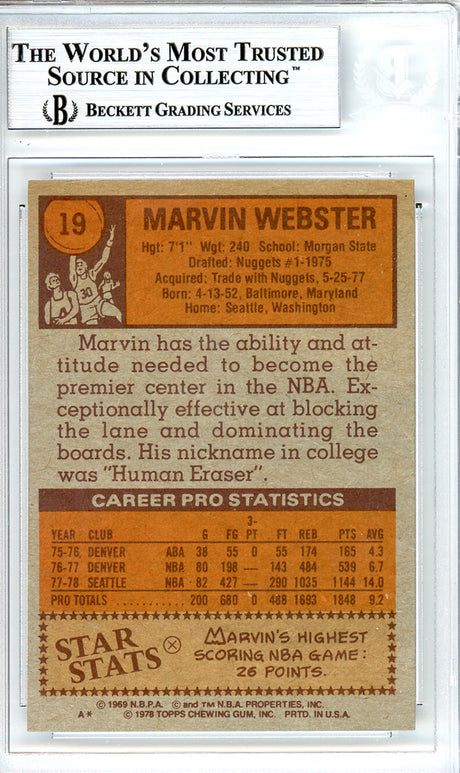 THE WORLD'S MOST TRUSTED
SOURCE IN COLLECTING™
B BECKETT GRADING SERVICES
19
30
MARVIN WEBSTER
Hgt: 7'1" Wgt: 240 School: Morgan State
Drafted: Nuggets #1-1975
Acquired: Trade with Nuggets, 5-25-77
Born: 4-13-52, Baltimore, Maryland
Home: Seattle, Washington
Marvin has the ability and at-
titude needed to become the
premier center in the NBA. Ex-
ceptionally effective at blocking
the lane and dominating the
boards. His nickname in college
was "Human Eraser".
CAREER PRO STATISTICS
YEAR CLUB G FG 3-PT FT REB PTS AVG
75-76, DENVER ABA 38 55 0 55 174 165 4.3
76-77 DENVER NBA 80 198 — 143 484 539 6.7
77-78 SEATTLE NBA 82 427 — 290 1035 1144 14.0
PRO TOTALS ........... 200 680 0 488 1693 1848 9.2
STAR
STATS
MARVIN'S HIGHEST
SCORING NBA GAME:
26 POINTS.
© 1969 N.B.P.A. © and TM N.B.A. PROPERTIES, INC.
A* © 1978 TOPPS CHEWING GUM, INC. PRTD. IN U.S.A.